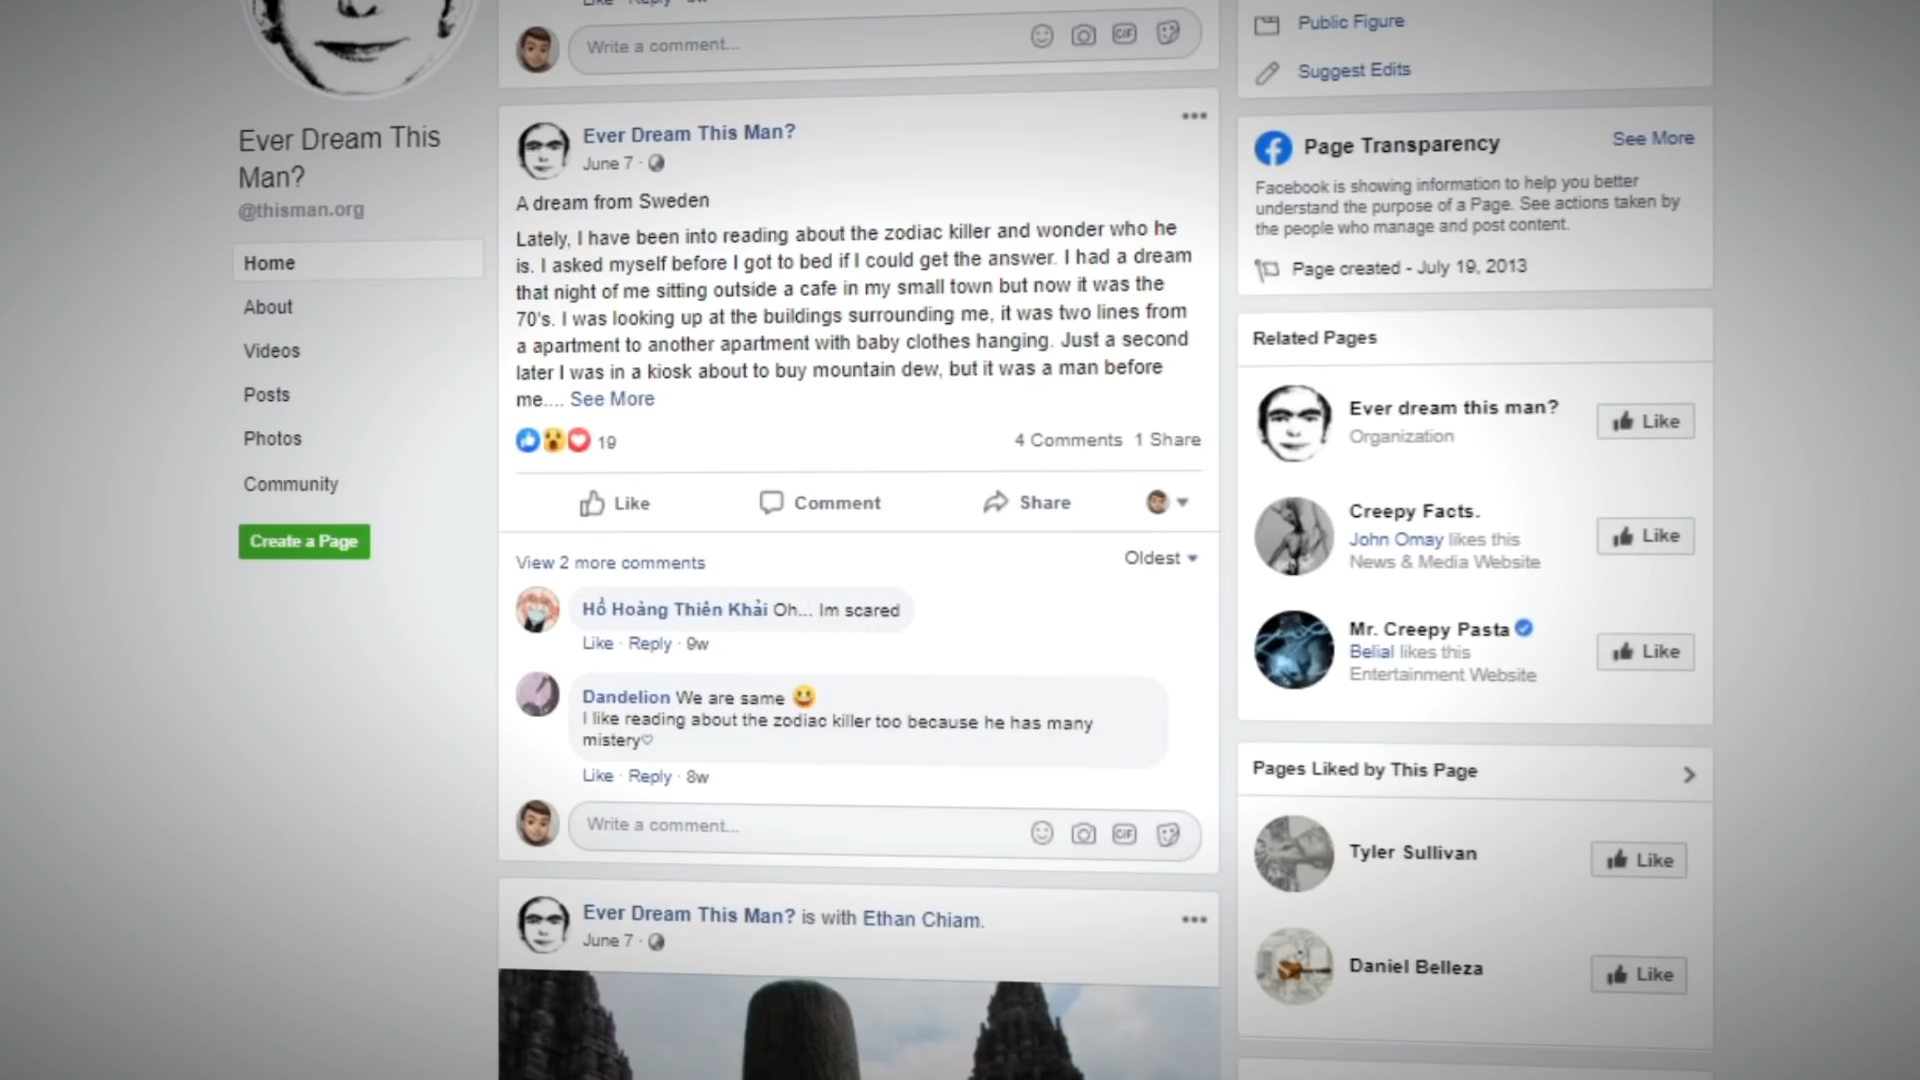 Write a comment...
GIF
Public Figure
Suggest Edits
Ever Dream This
Man?
@thisman.org
Home
About
Videos
Posts
Photos
Community
Create a Page
Ever Dream This Man?
June 7 ·
A dream from Sweden
Lately, I have been into reading about the zodiac killer and wonder who he
is. I asked myself before I got to bed if I could get the answer. I had a dream
that night of me sitting outside a cafe in my small town but now it was the
70's. I was looking up at the buildings surrounding me, it was two lines from
a apartment to another apartment with baby clothes hanging. Just a second
later I was in a kiosk about to buy mountain dew, but it was a man before
me.... See More
19
4 Comments 1 Share
Like
Comment
Share
View 2 more comments
Oldest
Hồ Hoàng Thiên Khải Oh... Im scared
Like · Reply · 9w
Dandelion We are same 😃
I like reading about the zodiac killer too because he has many
mistery♡
Like · Reply · 8w
Write a comment...
GIF
Ever Dream This Man? is with Ethan Chiam.
June 7 ·
Page Transparency
See More
Facebook is showing information to help you better
understand the purpose of a Page. See actions taken by
the people who manage and post content.
Page created - July 19, 2013
Related Pages
Ever dream this man?
Organization
Like
Creepy Facts.
John Omay likes this
News & Media Website
Like
Mr. Creepy Pasta
Belial likes this
Entertainment Website
Like
Pages Liked by This Page
Tyler Sullivan
Like
Daniel Belleza
Like